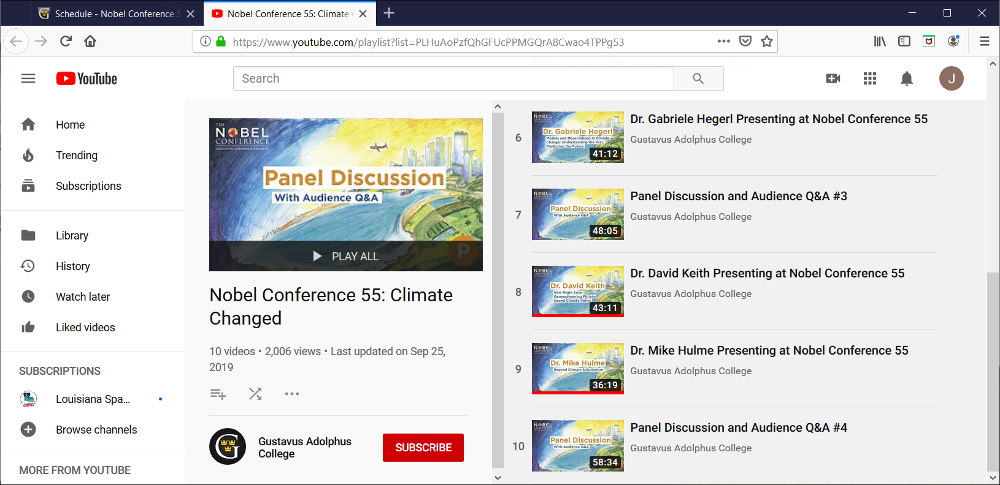 Schedule - Nobel Conference 5
Nobel Conference 55: Climate C
https://www.youtube.com/playlist?list=PLHuAoPzfQhGFUcPPMGQrA8Cwao4TPPg53
YouTube
Search
J
Home
Trending
Subscriptions
Library
History
Watch later
Liked videos
SUBSCRIPTIONS
Louisiana Spa...
Browse channels
MORE FROM YOUTUBE
THE
NOBEL
CONFERENCE
GUSTAVUS ADOLPHUS COLLEGE
Panel Discussion
With Audience Q&A
P
PLAY ALL
Nobel Conference 55: Climate
Changed
10 videos • 2,006 views • Last updated on Sep 25,
2019
G
Gustavus Adolphus
College
SUBSCRIBE
6
NOBEL
CONFERENCE
Dr. Gabriele Hegerl
Models and Observations in Climate
Change: Understanding the Past,
Predicting the Future
41:12
Dr. Gabriele Hegerl Presenting at Nobel Conference 55
Gustavus Adolphus College
7
NOBEL
CONFERENCE
Panel Discussion
With Audience Q&A
48:05
Panel Discussion and Audience Q&A #3
Gustavus Adolphus College
8
NOBEL
CONFERENCE
Dr. David Keith
How Might Solar
Geoengineering Fit into
Sound Climate Policy
43:11
Dr. David Keith Presenting at Nobel Conference 55
Gustavus Adolphus College
9
NOBEL
CONFERENCE
Dr. Mike Hulme
Beyond Climate Solutionism
36:19
Dr. Mike Hulme Presenting at Nobel Conference 55
Gustavus Adolphus College
10
NOBEL
CONFERENCE
Panel Discussion
With Audience Q&A
58:34
Panel Discussion and Audience Q&A #4
Gustavus Adolphus College